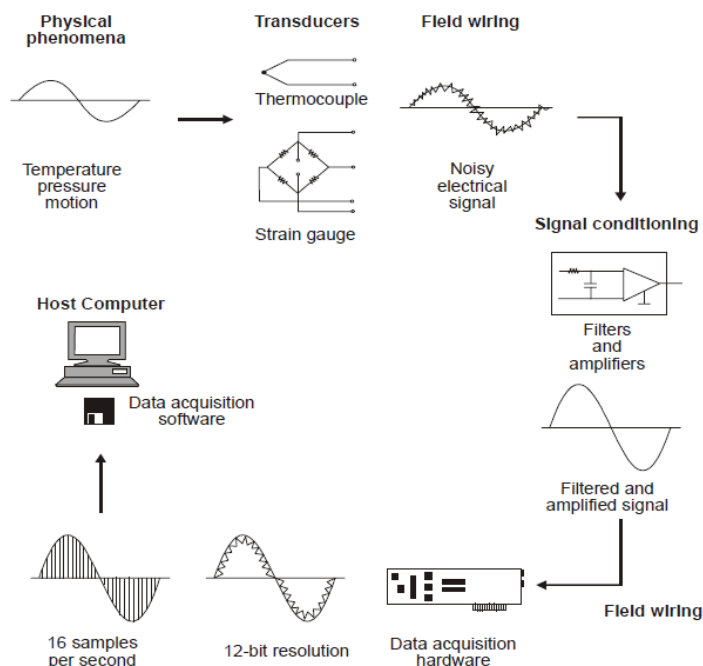 Physical
phenomena
Transducers
Field wiring
Thermocouple
Temperature
pressure
motion
Strain gauge
Noisy
electrical
signal
Signal conditioning
Filters
and
amplifiers
Host Computer
Data acquisition
software
Filtered and
amplified signal
Field wiring
16 samples
per second
12-bit resolution
Data acquisition
hardware